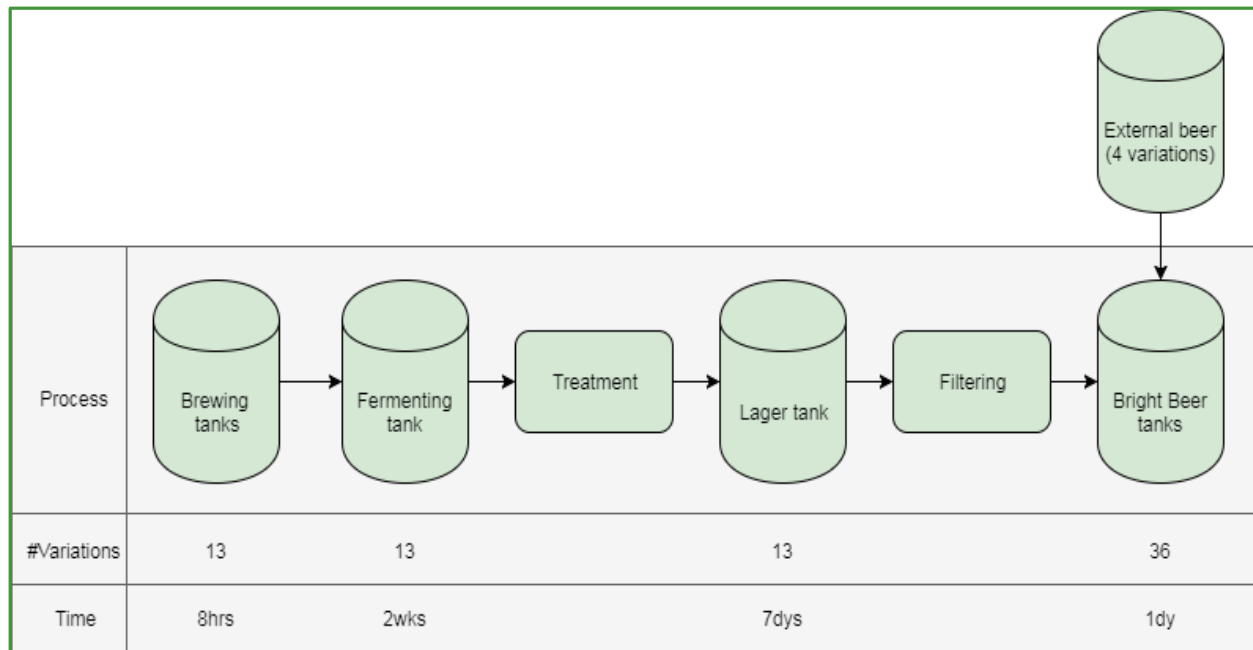 External beer
(4 variations)
Process
Brewing
tanks
Fermenting
tank
Treatment
Lager tank
Filtering
Bright Beer
tanks
#Variations
13
13
13
36
Time
8hrs
2wks
7dys
1dy